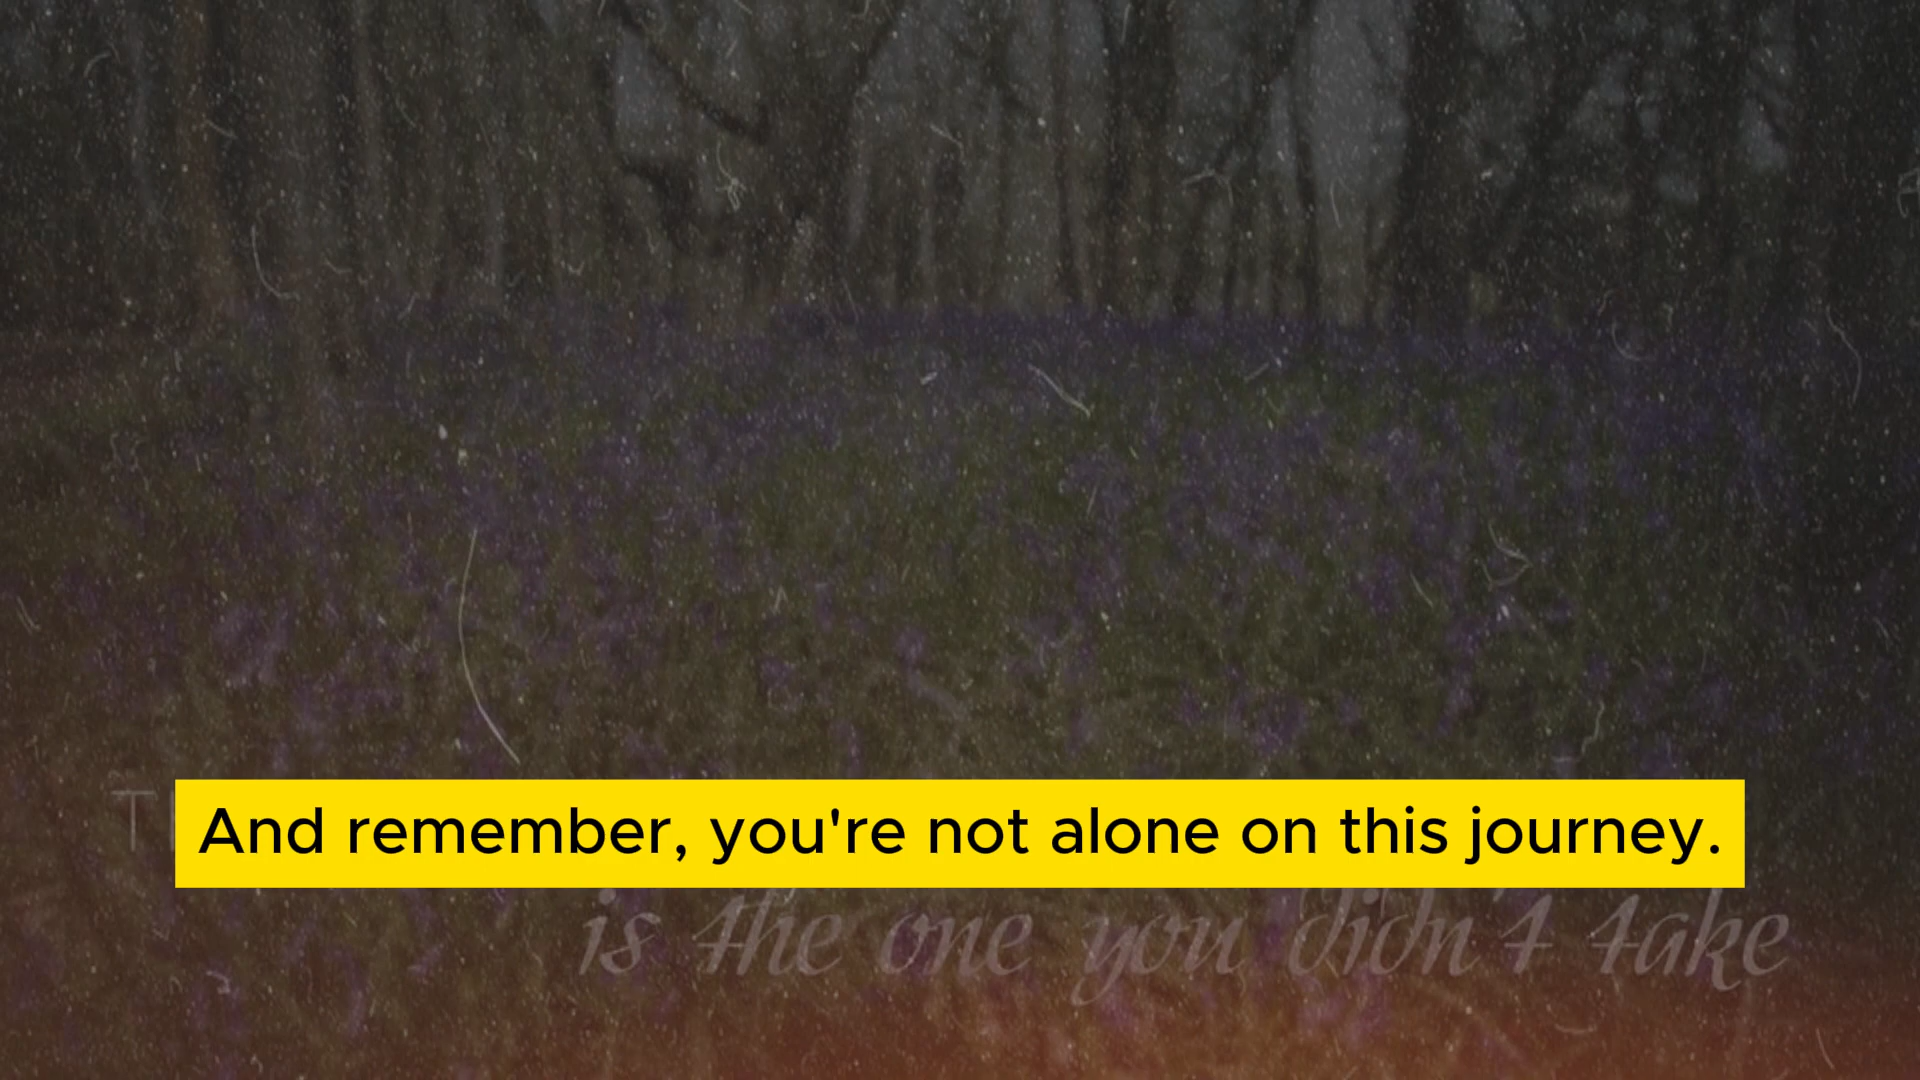 And remember, you're not alone on this journey.
is the one you didn't take